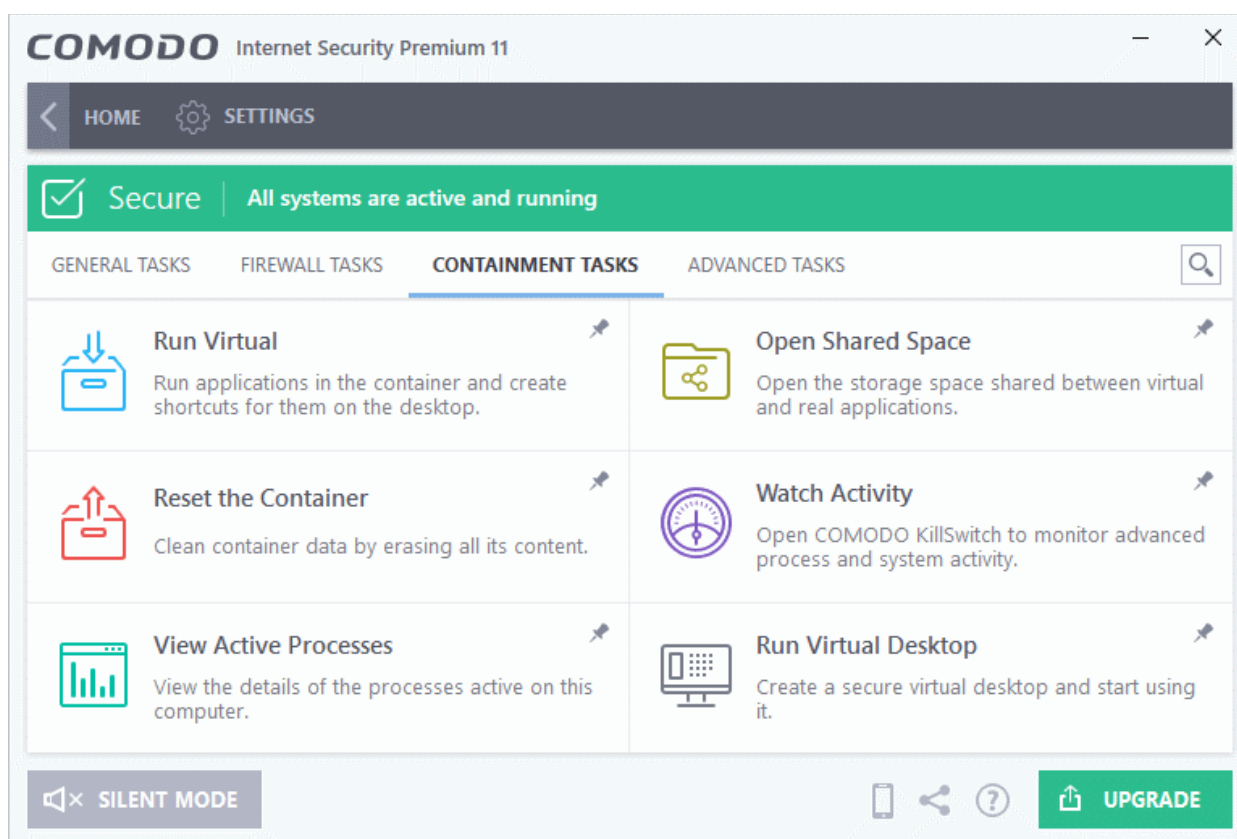 COMODO Internet Security Premium 11
HOME SETTINGS
Secure All systems are active and running
GENERAL TASKS FIREWALL TASKS CONTAINMENT TASKS ADVANCED TASKS
Run Virtual
Run applications in the container and create
shortcuts for them on the desktop.
Open Shared Space
Open the storage space shared between virtual
and real applications.
Reset the Container
Clean container data by erasing all its content.
Watch Activity
Open COMODO KillSwitch to monitor advanced
process and system activity.
View Active Processes
View the details of the processes active on this
computer.
Run Virtual Desktop
Create a secure virtual desktop and start using
it.
SILENT MODE
?
UPGRADE